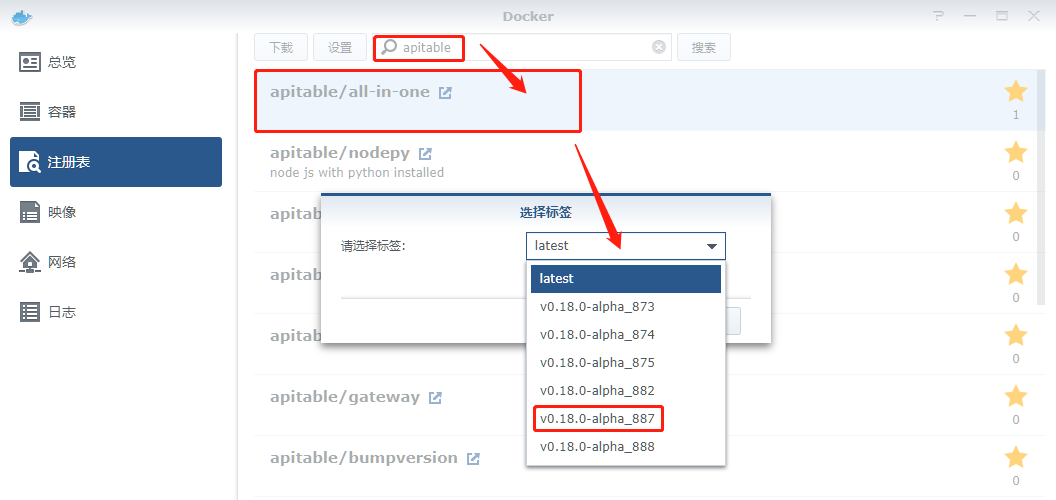 Docker
总览
容器
注册表
映像
网络
日志
下载
设置
apitable
搜索
apitable/all-in-one
1
apitable/nodepy
node js with python installed
0
apitab
0
apitab
0
apitab
0
apitable/gateway
0
apitable/bumpversion
0
选择标签
请选择标签:
latest
latest
v0.18.0-alpha_873
v0.18.0-alpha_874
v0.18.0-alpha_875
v0.18.0-alpha_882
v0.18.0-alpha_887
v0.18.0-alpha_888